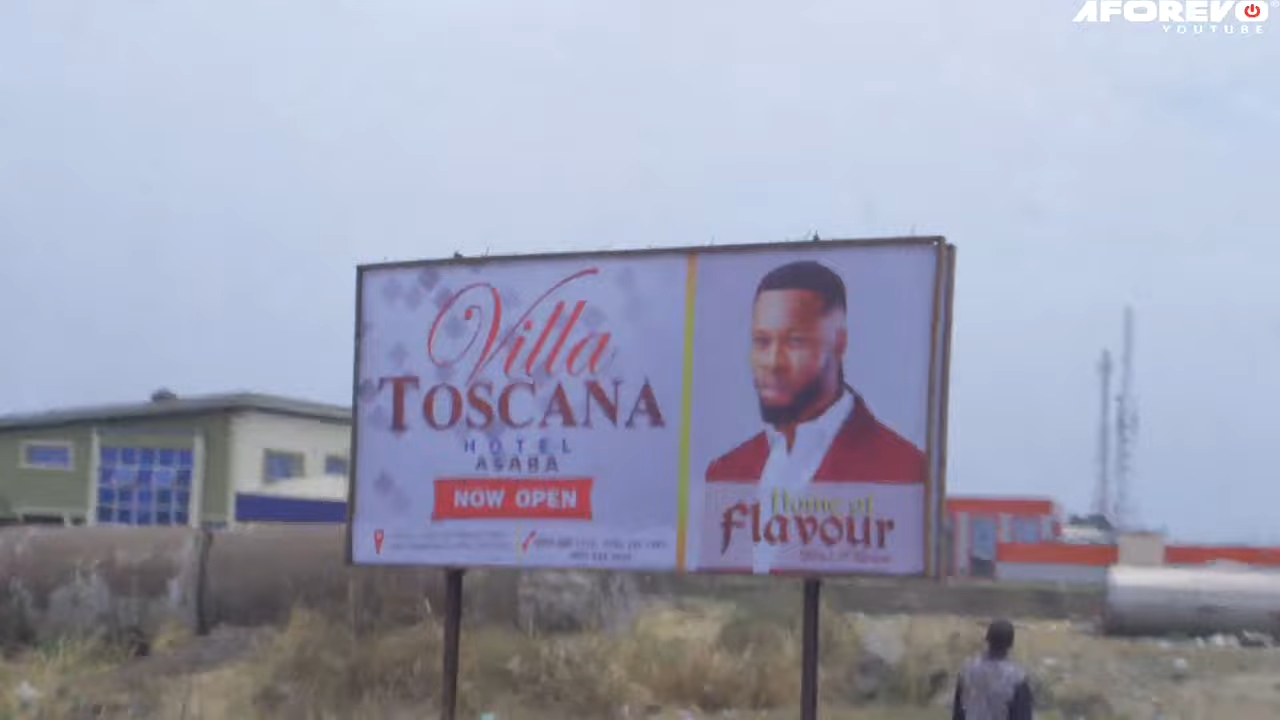 AFOREVO
YOUTUBE
Villa
TOSCANA
HOTEL
ASABA
NOW OPEN
Home of
flavour